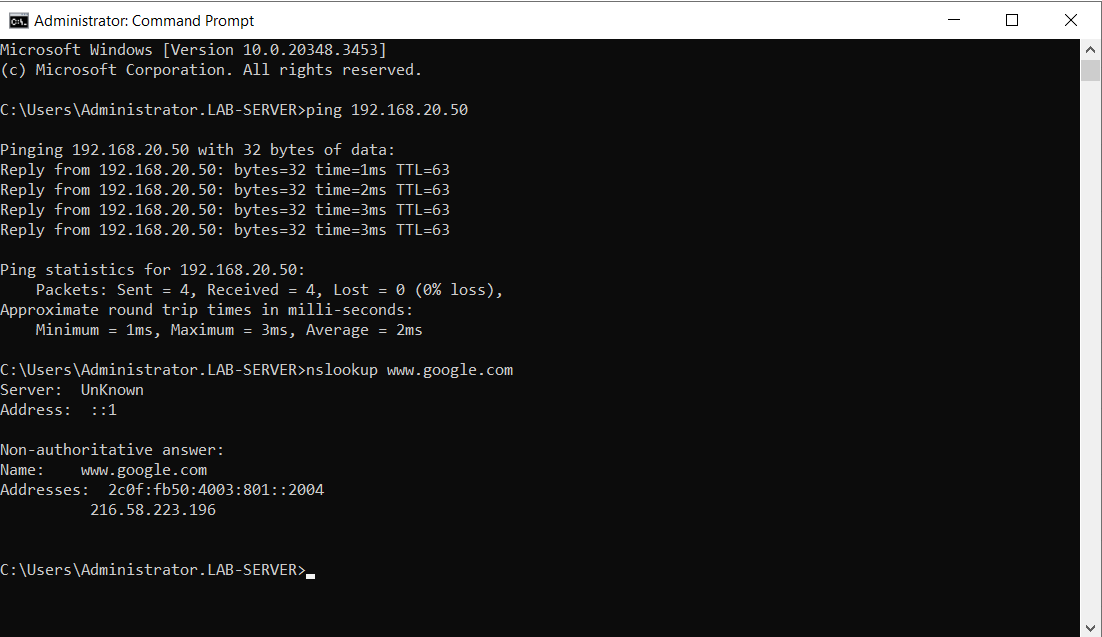 Administrator: Command Prompt
Microsoft Windows [Version 10.0.20348.3453]
(c) Microsoft Corporation. All rights reserved.
C:\Users\Administrator.LAB-SERVER>ping 192.168.20.50
Pinging 192.168.20.50 with 32 bytes of data:
Reply from 192.168.20.50: bytes=32 time=1ms TTL=63
Reply from 192.168.20.50: bytes=32 time=2ms TTL=63
Reply from 192.168.20.50: bytes=32 time=3ms TTL=63
Reply from 192.168.20.50: bytes=32 time=3ms TTL=63
Ping statistics for 192.168.20.50:
    Packets: Sent = 4, Received = 4, Lost = 0 (0% loss),
Approximate round trip times in milli-seconds:
    Minimum = 1ms, Maximum = 3ms, Average = 2ms
C:\Users\Administrator.LAB-SERVER>nslookup www.google.com
Server:  UnKnown
Address:  ::1
Non-authoritative answer:
Name:    www.google.com
Addresses:  2c0f:fb50:4003:801::2004
          216.58.223.196
C:\Users\Administrator.LAB-SERVER>